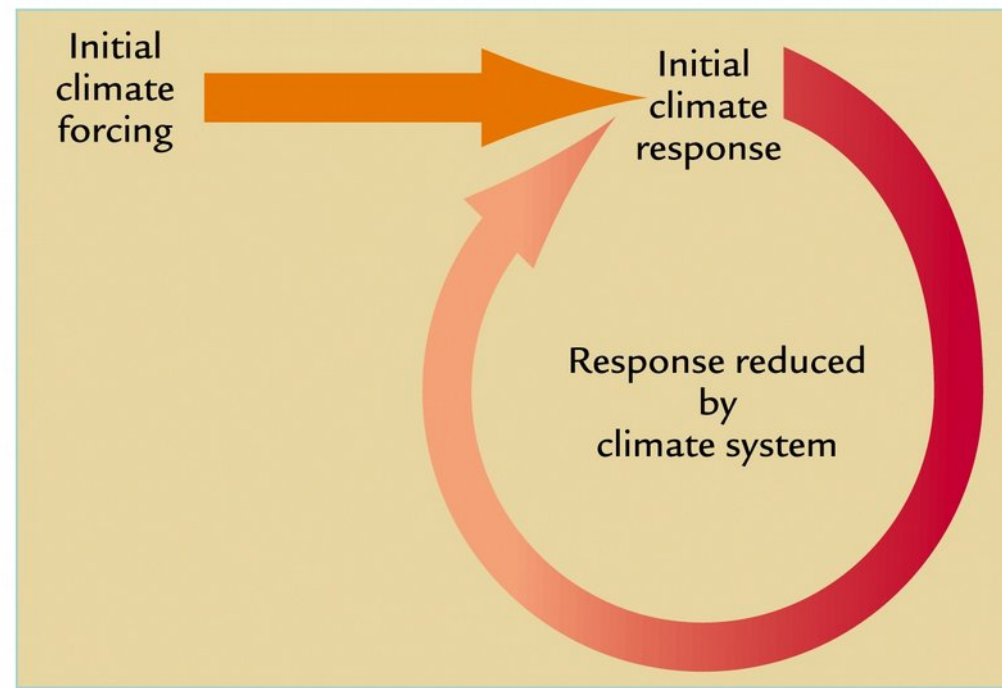 Initial
climate
forcing
Initial
climate
response
Response reduced
by
climate system